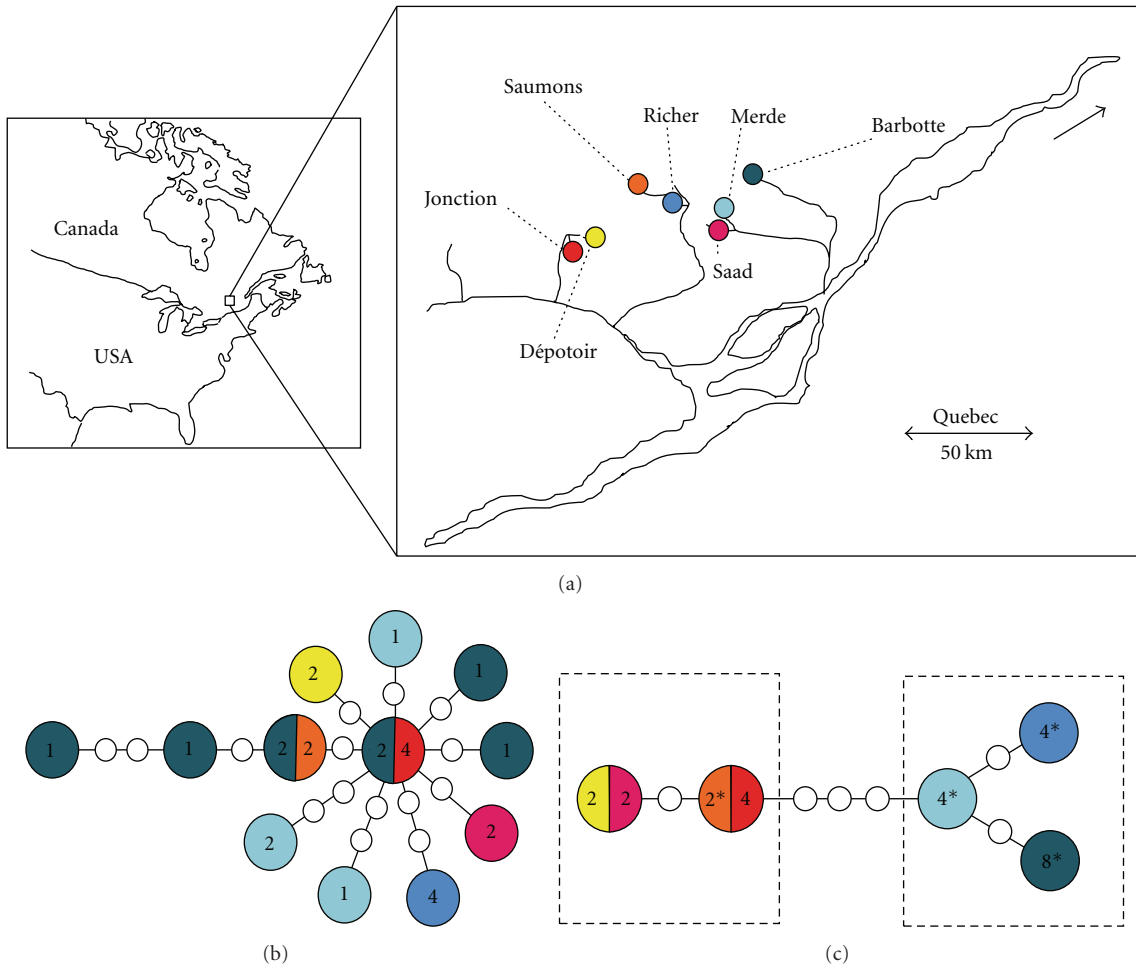 Saumons
Richer
Merde
Barbotte
Jonction
Canada
Saad
USA
Dépotoir
Quebec
50 km
(a)
1
1
2
1
1
1
2
2
2
4
1
2
2
1
4
(b)
4*
2
2
2*
4
4*
8*
(c)